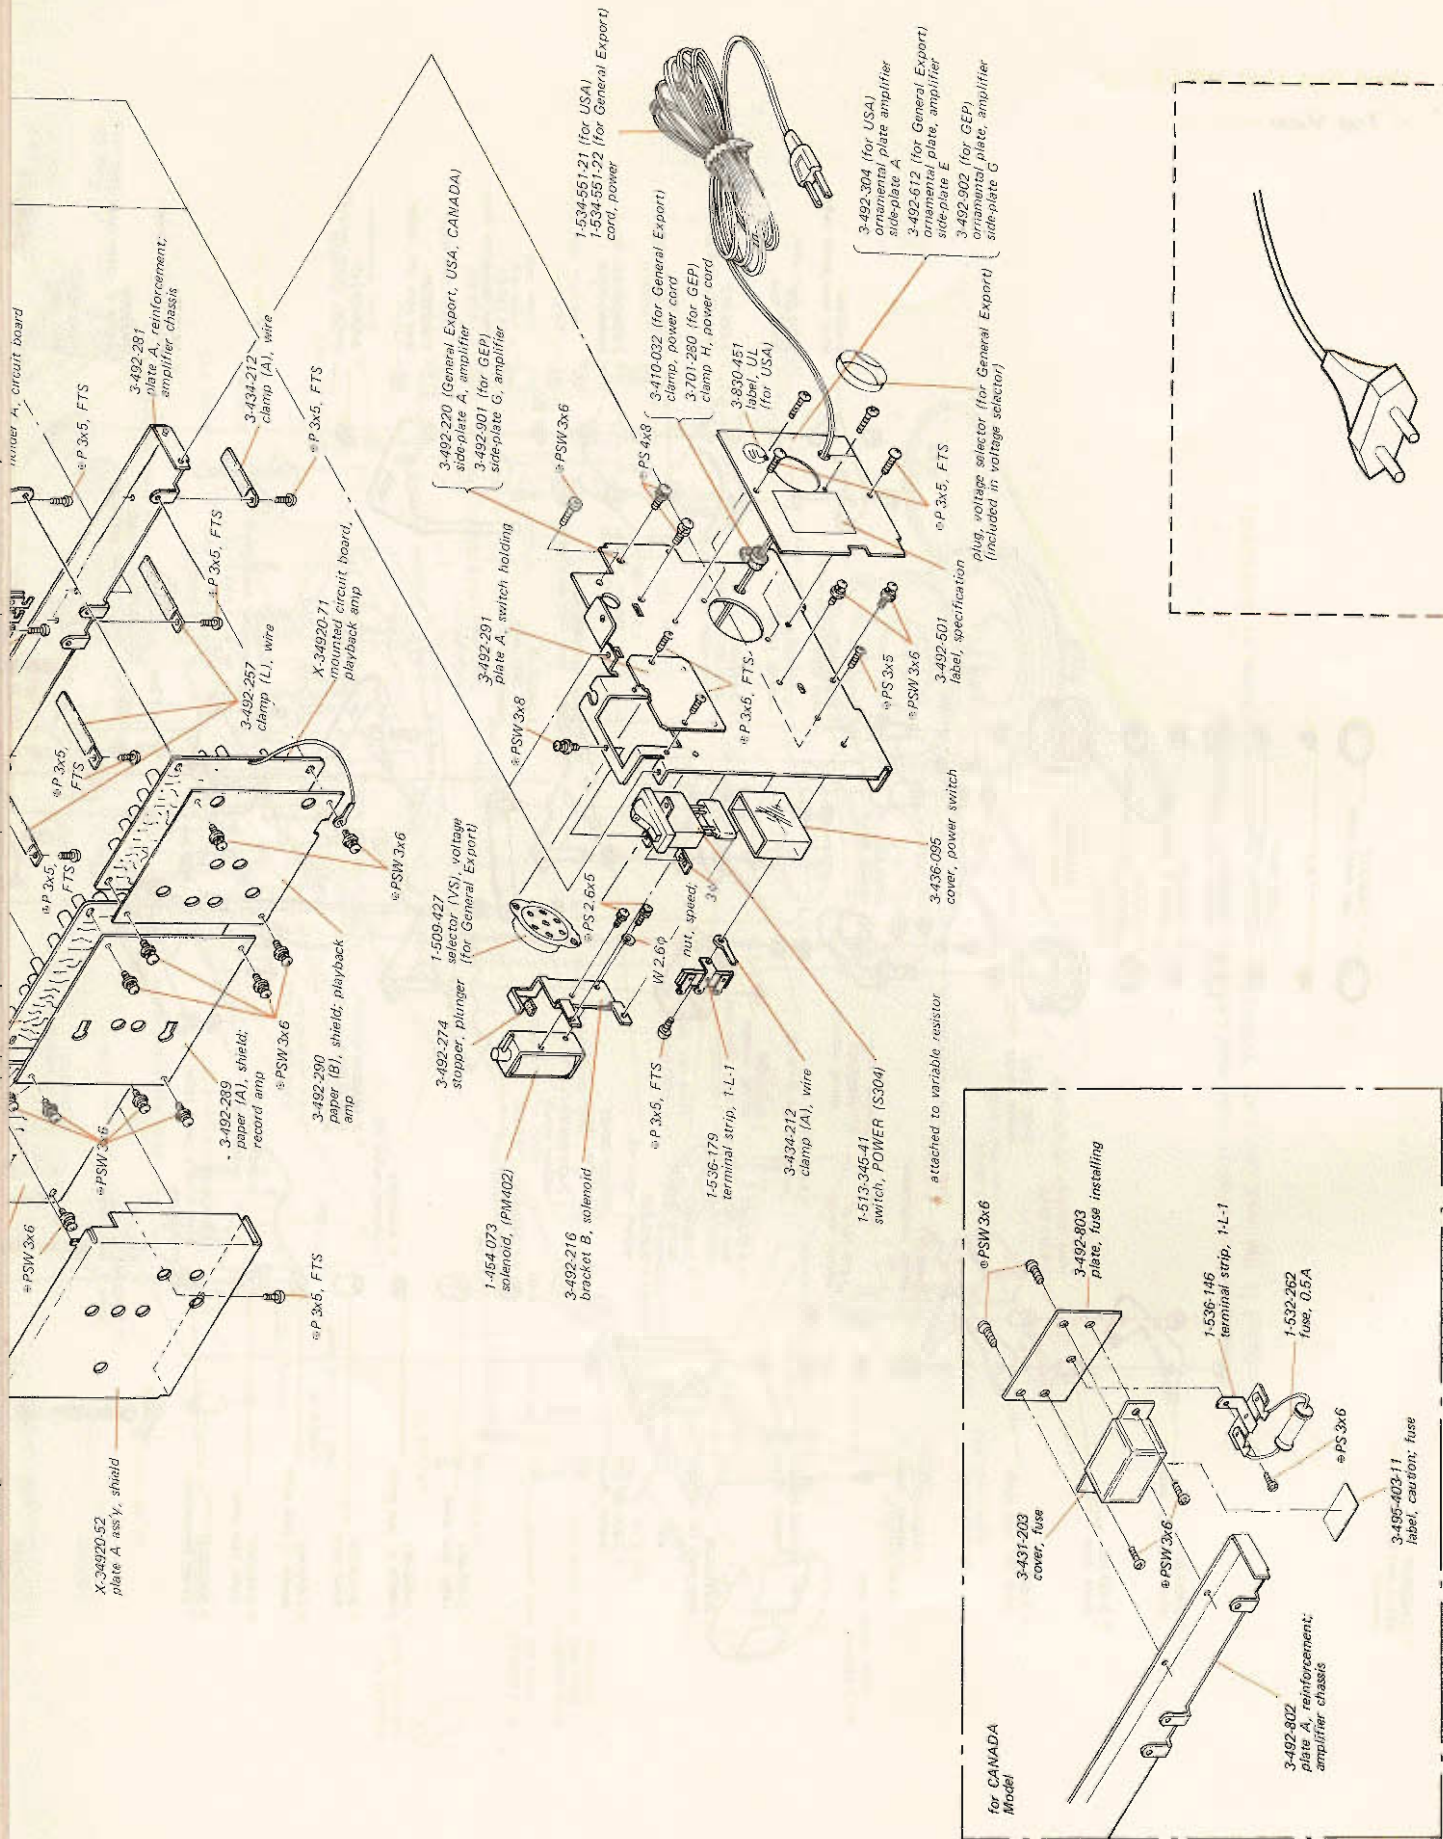 holder A, circuit board
⊕P 3x5, FTS
3-492-281
plate A, reinforcement;
amplifier chassis
3-434-212
clamp (A), wire
⊕P 3x5, FTS
⊕P 3x5, FTS
3-492-257
clamp (L), wire
X-34920-71
mounted circuit board,
playback amp
⊕P 3x5,
FTS
⊕P 3x5,
FTS
⊕PSW 3x6
⊕PSW 3x6
3-492-290
paper (B), shield; playback
amp
3-492-289
paper (A), shield;
record amp
⊕PSW 3x6
⊕PSW 3x6
⊕P 3x5, FTS
X-34920-52
plate A ass'y, shield
1-534-551-21 (for USA)
1-534-551-22 (for General Export)
cord, power
3-492-220 (General Export, USA, CANADA)
side-plate A, amplifier
3-492-901 (for GEP)
side-plate G, amplifier
⊕PSW 3x6
⊕PS 4x8
3-410-032 (for General Export)
clamp, power cord
3-701-280 (for GEP)
clamp H, power cord
3-830-451
label, UL
(for USA)
3-492-304 (for USA)
ornamental plate amplifier
side-plate A
3-492-612 (for General Export)
ornamental plate, amplifier
side-plate E
3-492-902 (for GEP)
ornamental plate, amplifier
side-plate G
plug, voltage selector (for General Export)
(included in voltage selector)
⊕P 3x5, FTS
3-492-501
label, specification
⊕PS 3x5
⊕PSW 3x6
3-492-291
plate A, switch holding
⊕PSW 3x8
⊕P 3x6, FTS
1-509-427
selector (VS), voltage
(for General Export)
⊕PS 2.6x5
3-492-274
stopper, plunger
W 2.6φ
nut, speed;
3φ
3-436-095
cover, power switch
1-454-073
solenoid, (PM402)
3-492-216
bracket B, solenoid
⊕P 3x5, FTS
1-536-179
terminal strip, 1-L-1
3-434-212
clamp (A), wire
1-513-345-41
switch, POWER (S304)
attached to variable resistor
for CANADA
Model
⊕PSW 3x6
3-492-803
plate, fuse installing
1-536-146
terminal strip, 1-L-1
1-532-262
fuse, 0.5A
⊕PS 3x6
3-431-203
cover, fuse
⊕PSW 3x6
3-495-403-11
label, caution; fuse
3-492-802
plate A, reinforcement;
amplifier chassis